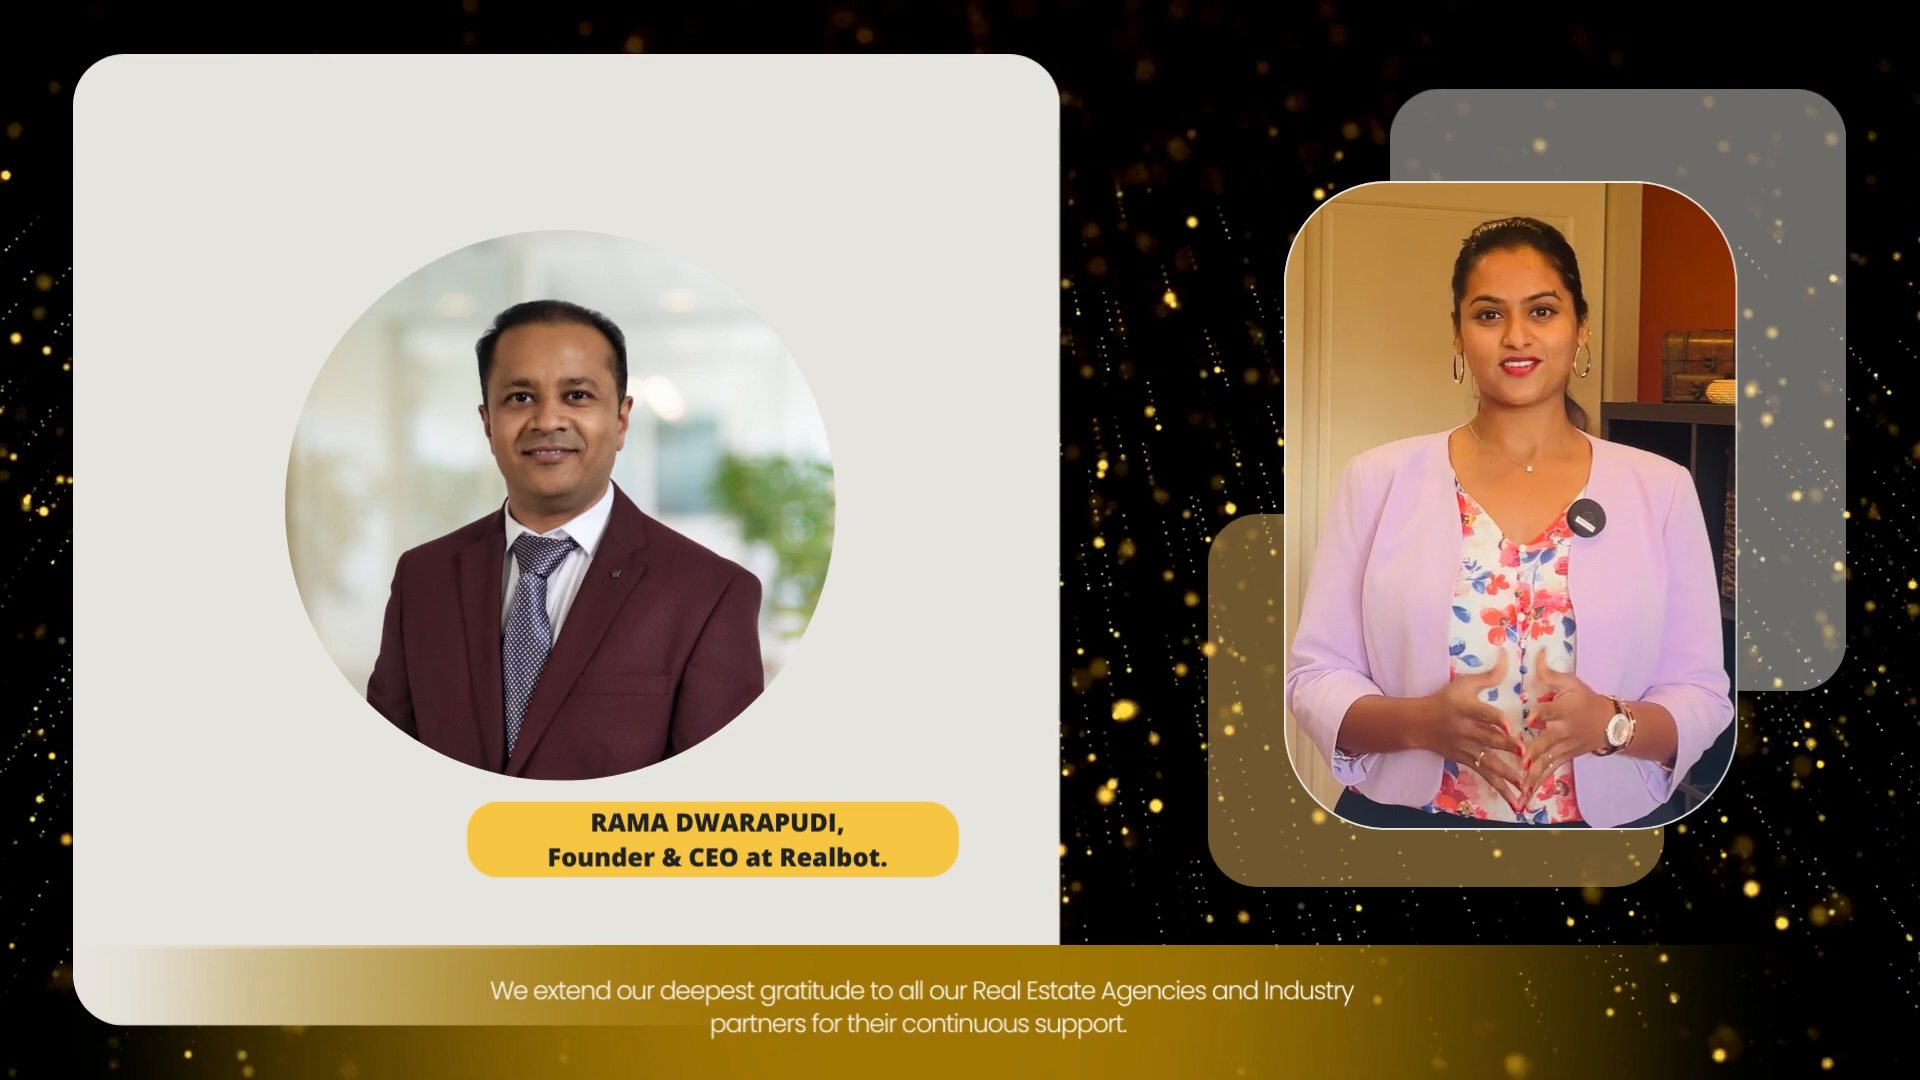 RAMA DWARAPUDI,
Founder & CEO at Realbot.
We extend our deepest gratitude to all our Real Estate Agencies and Industry
partners for their continuous support.